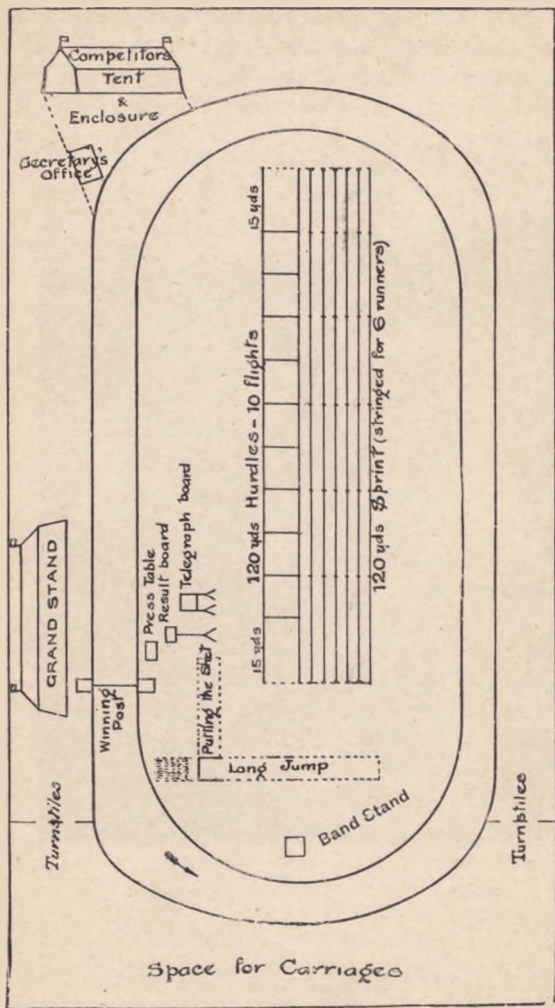 Competitors
Tent
&
Enclosure
Secretary's
Office
15 yds
120 yds Hurdles - 10 flights
15 yds
120 yds Sprint (stringed for 6 runners)
GRAND STAND
Press Table
Result board
Telegraph board
Winning
Post
Putting the Shot
Long Jump
Band Stand
Turnstiles
Turnstiles
Space for Carriages